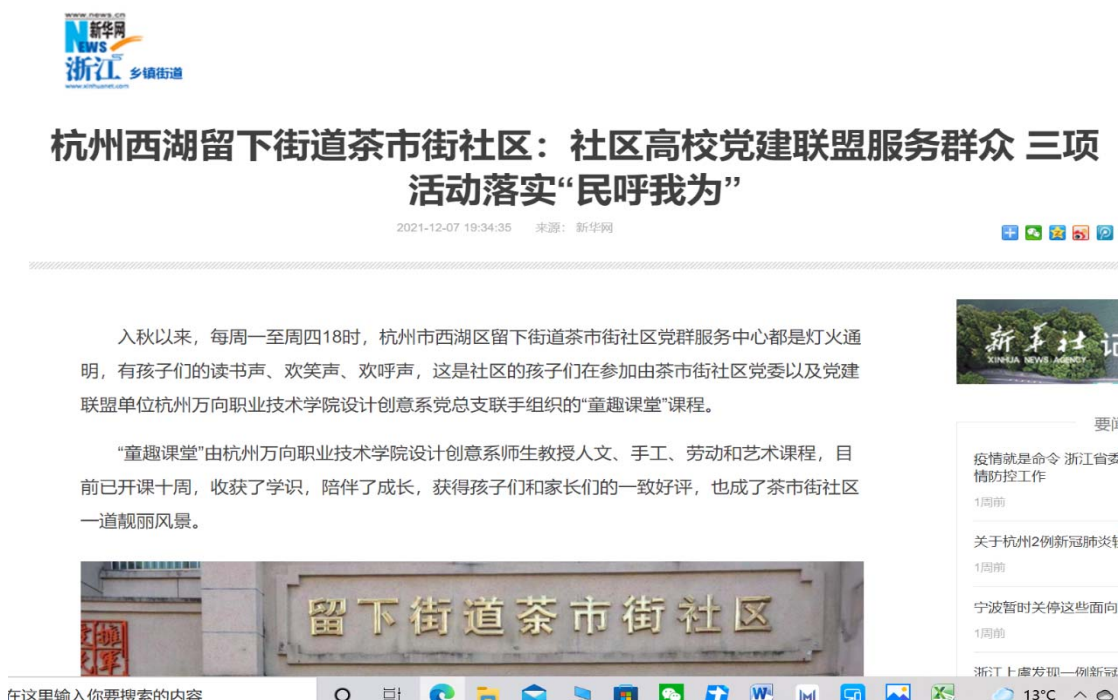 www.news.cn
新华网
NEWS
浙江 乡镇街道
www.xinhuanet.com
杭州西湖留下街道茶市街社区：社区高校党建联盟服务群众 三项
活动落实“民呼我为”
2021-12-07 19:34:35 来源： 新华网
入秋以来，每周一至周四18时，杭州市西湖区留下街道茶市街社区党群服务中心都是灯火通
明，有孩子们的读书声、欢笑声、欢呼声，这是社区的孩子们在参加由茶市街社区党委以及党建
联盟单位杭州万向职业技术学院设计创意系党总支联手组织的“童趣课堂”课程。
“童趣课堂”由杭州万向职业技术学院设计创意系师生教授人文、手工、劳动和艺术课程，目
前已开课十周，收获了学识，陪伴了成长，获得孩子们和家长们的一致好评，也成了茶市街社区
一道靓丽风景。
留下街道茶市街社区
新华社记
XINHUA NEWS AGENCY
要闻
疫情就是命令 浙江省委
情防控工作
1周前
关于杭州2例新冠肺炎
1周前
宁波暂时关停这些面向
1周前
浙江上虞发现一例新冠
在这里输入你要搜索的内容
13°C